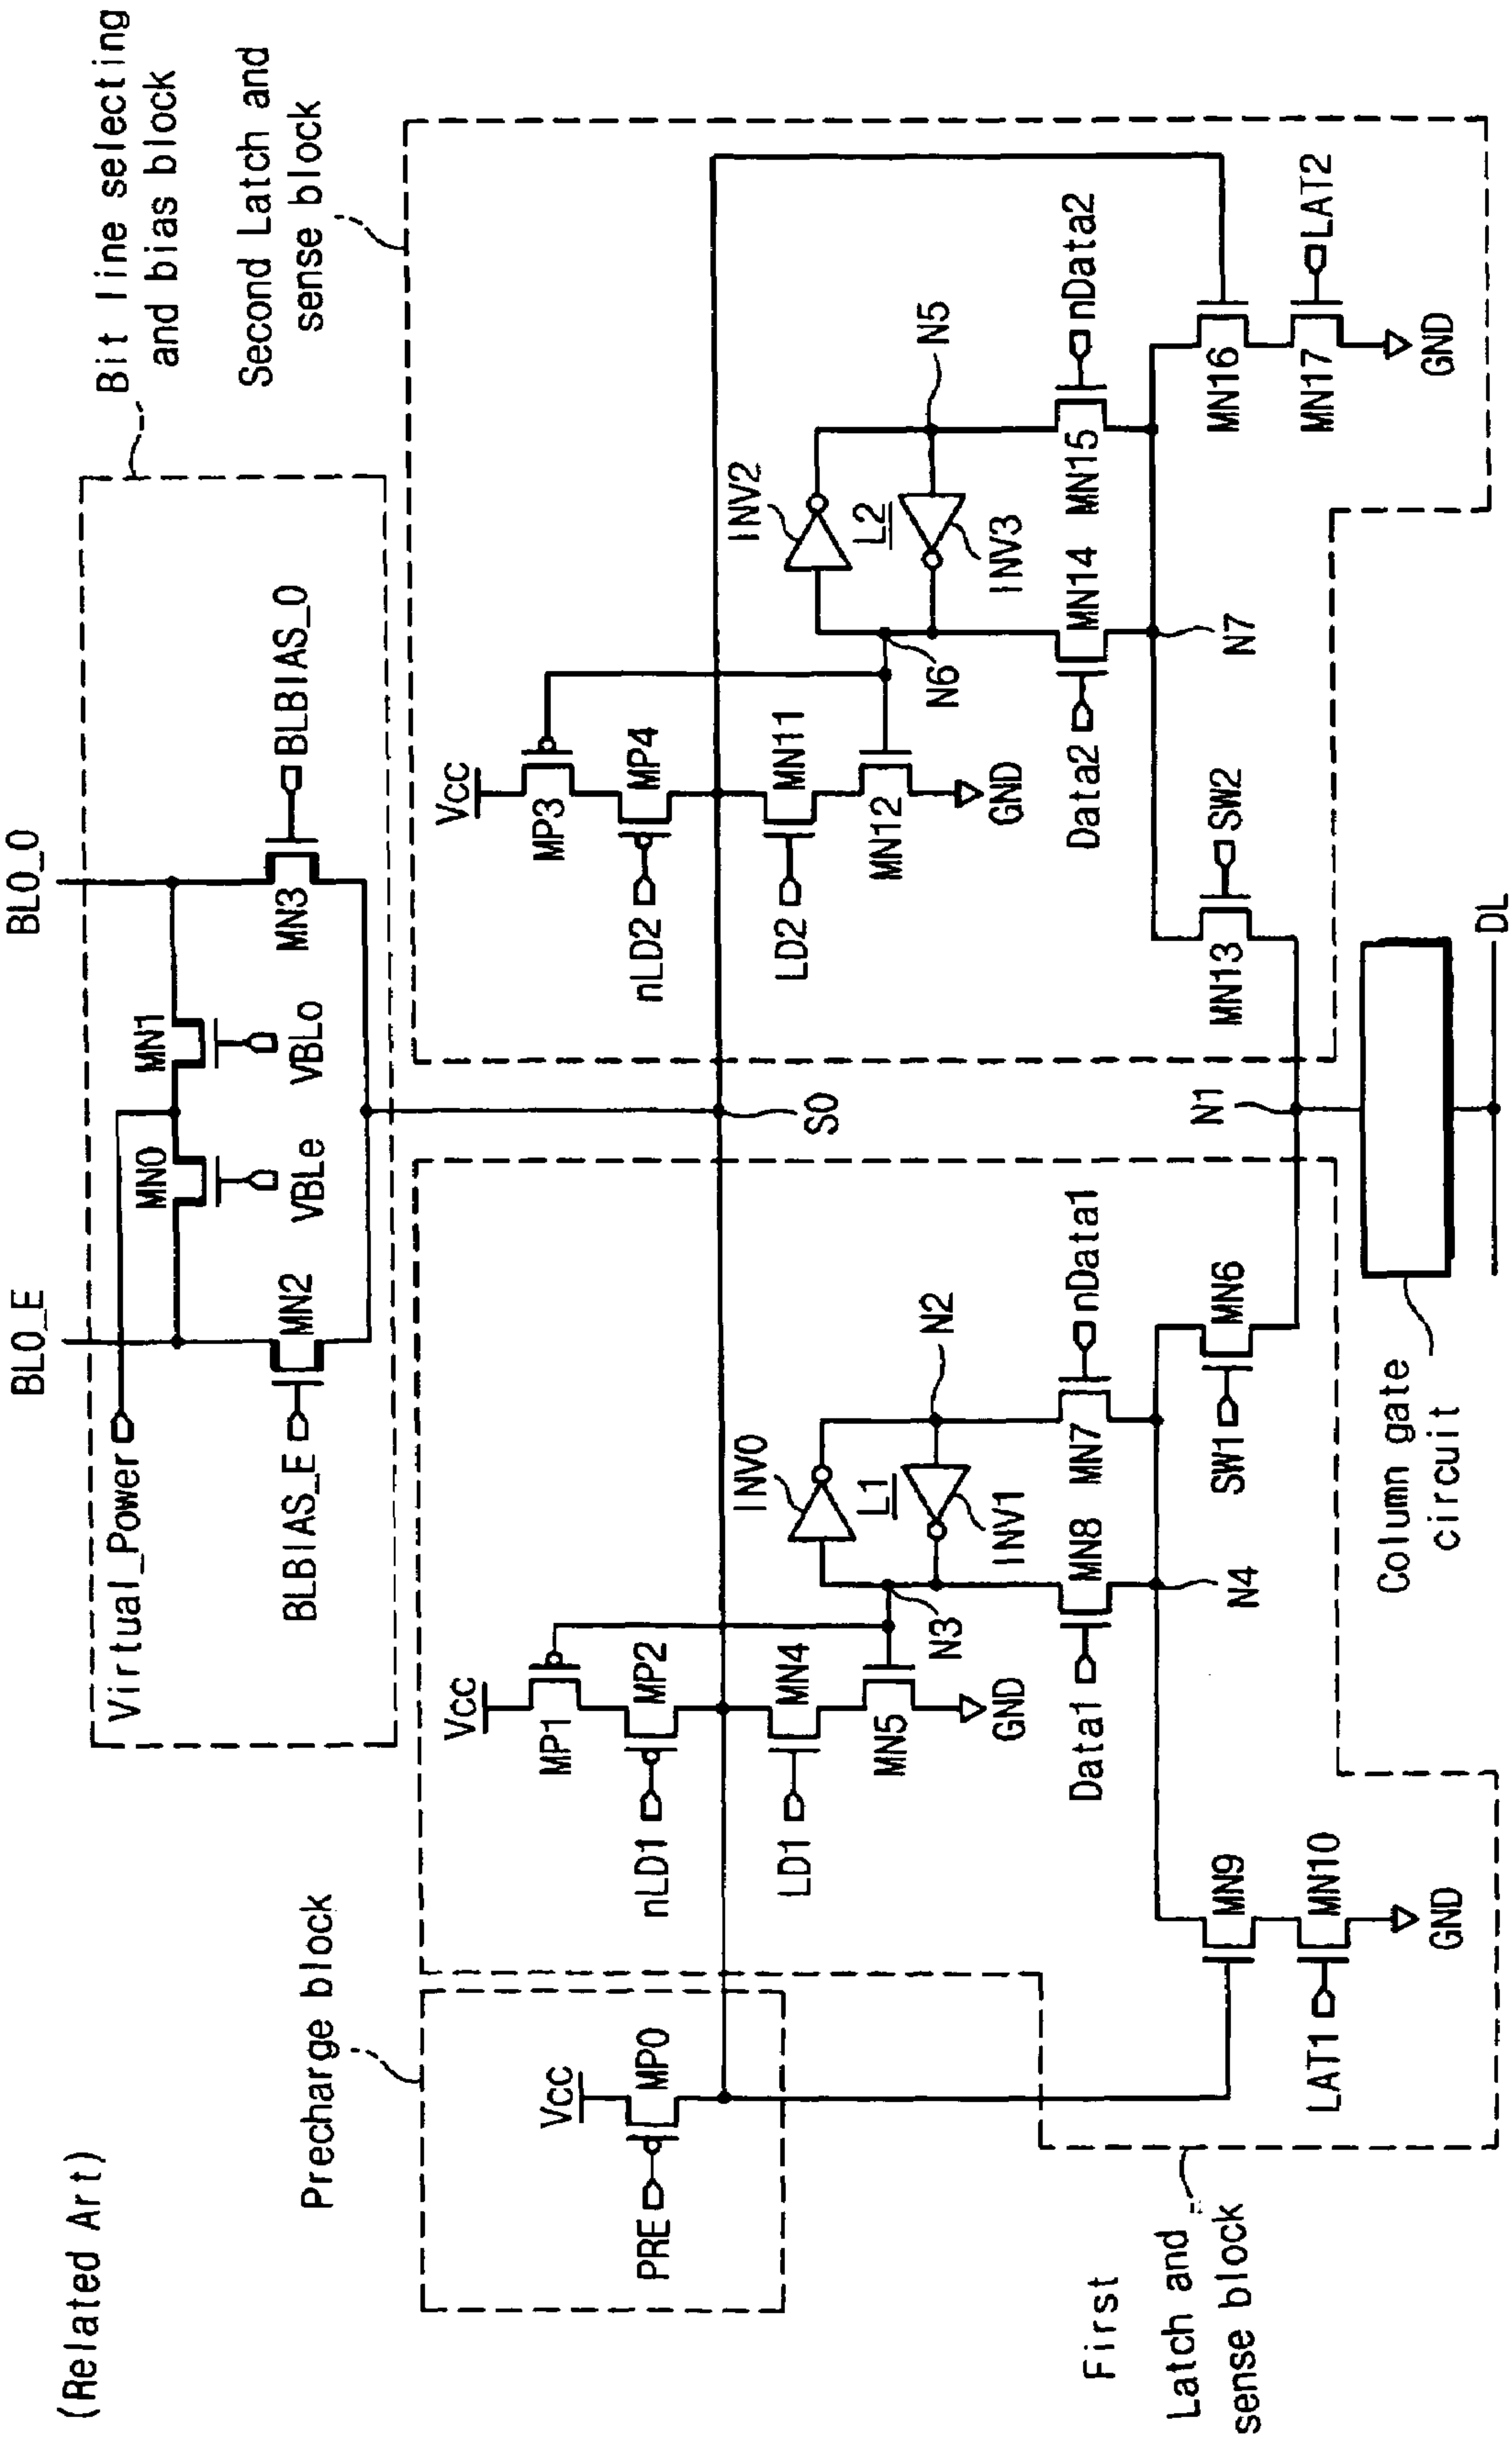 (Related Art)
BLO_E
BLO_O
Bit line selecting
and bias block
Virtual_Power
MN0
MN1
VBLe
VBLo
BLBIAS_E
MN2
MN3
BLBIAS_O
Second Latch and
sense block
Precharge block
Vcc
PRE
MP0
Vcc
MP1
nLD1
MP2
LD1
MN4
MN5
GND
N3
INV0
L1
INV1
N2
Data1
MN8
MN7
nData1
N4
SW1
MN6
MN9
LAT1
MN10
GND
First
Latch and
sense block
SO
N1
Vcc
MP3
nLD2
MP4
LD2
MN11
MN12
GND
N6
INV2
L2
INV3
N5
Data2
MN14
MN15
nData2
N7
MN13
SW2
MN16
MN17
LAT2
GND
Column gate
circuit
DL